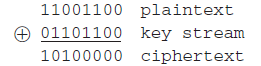 11001100 plaintext
⊕ 01101100 key stream
10100000 ciphertext